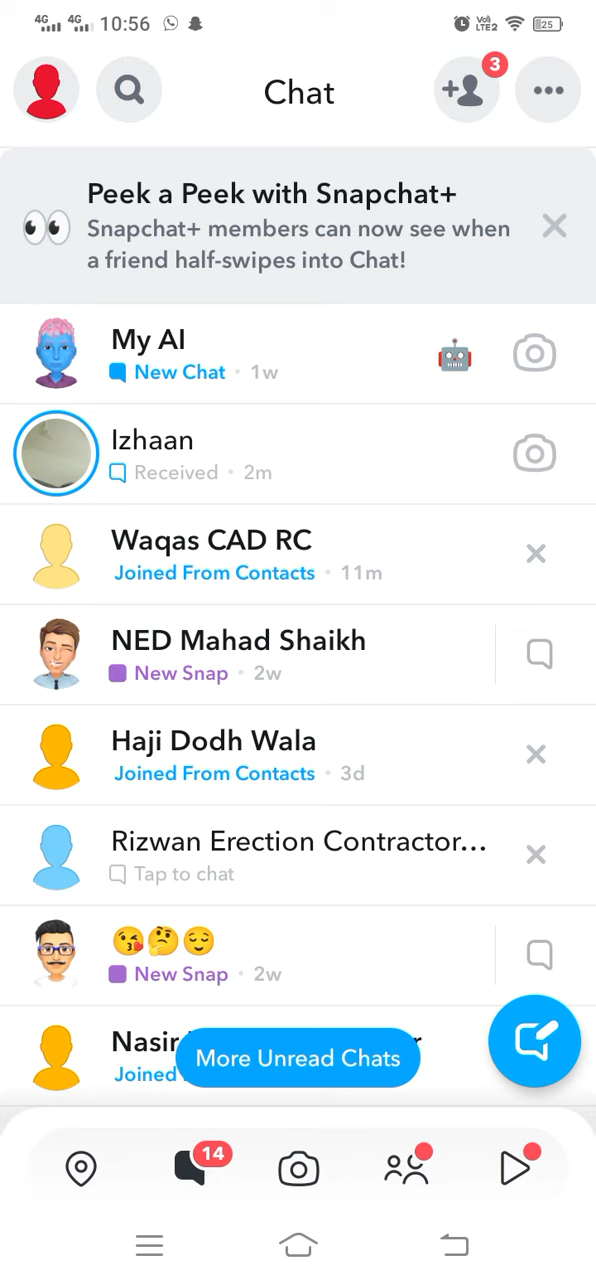 4G 4G 10:56 Vo) LTE2 25
Chat
3
Peek a Peek with Snapchat+
Snapchat+ members can now see when
a friend half-swipes into Chat!
My AI
New Chat · 1w
Izhaan
Received · 2m
Waqas CAD RC
Joined From Contacts · 11m
NED Mahad Shaikh
New Snap · 2w
Haji Dodh Wala
Joined From Contacts · 3d
Rizwan Erection Contractor...
Tap to chat
😘🤔😌
New Snap · 2w
Nasir
More Unread Chats
Joined
14